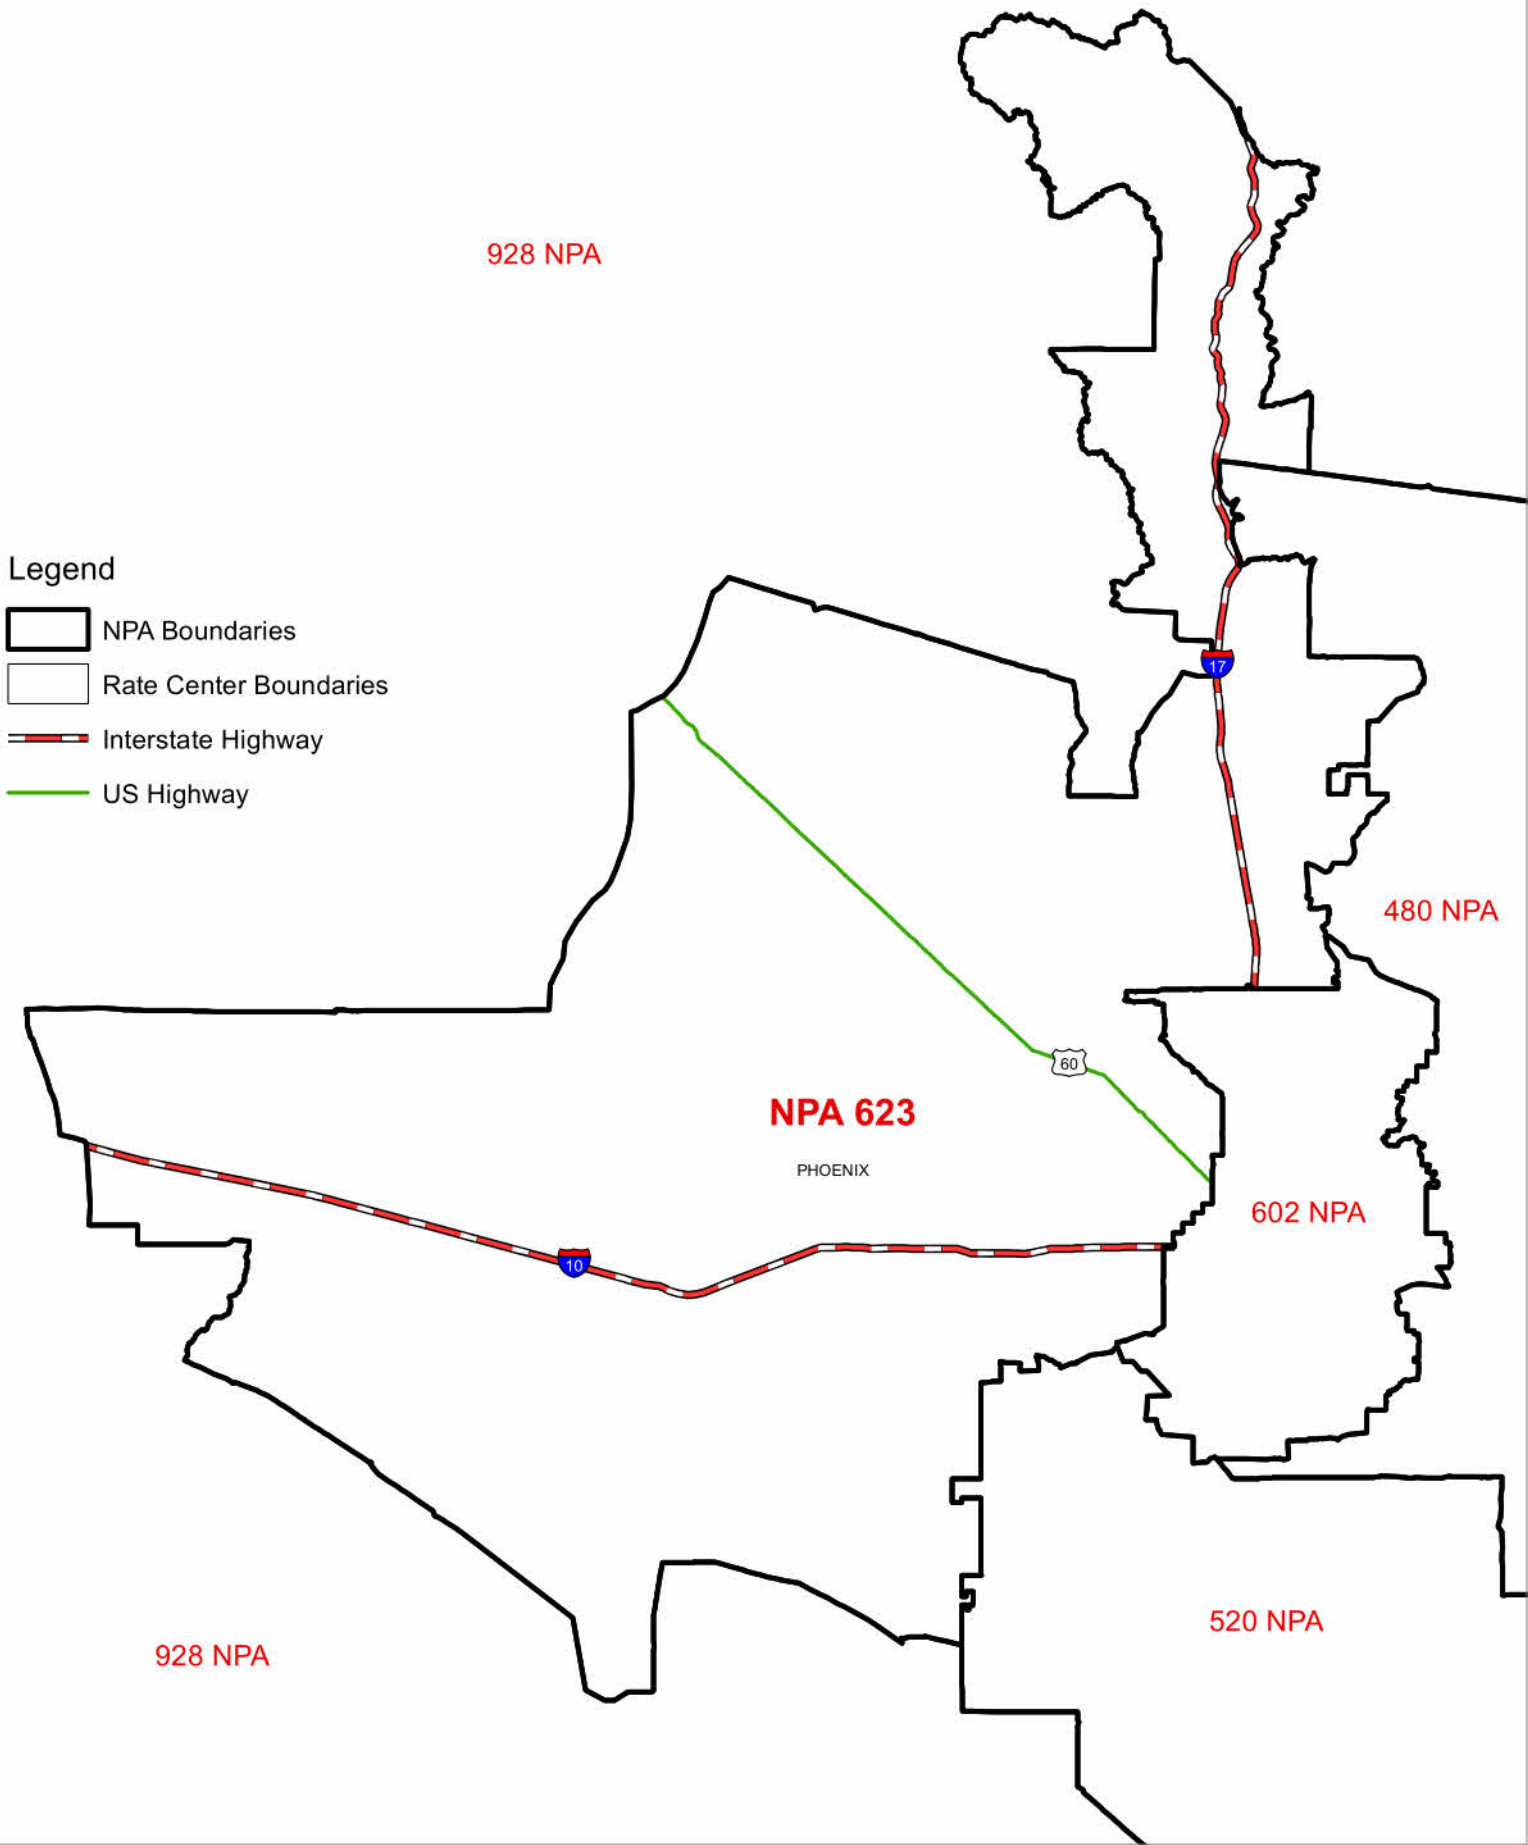 928 NPA
Legend
NPA Boundaries
Rate Center Boundaries
Interstate Highway
US Highway
17
480 NPA
60
NPA 623
PHOENIX
602 NPA
10
520 NPA
928 NPA